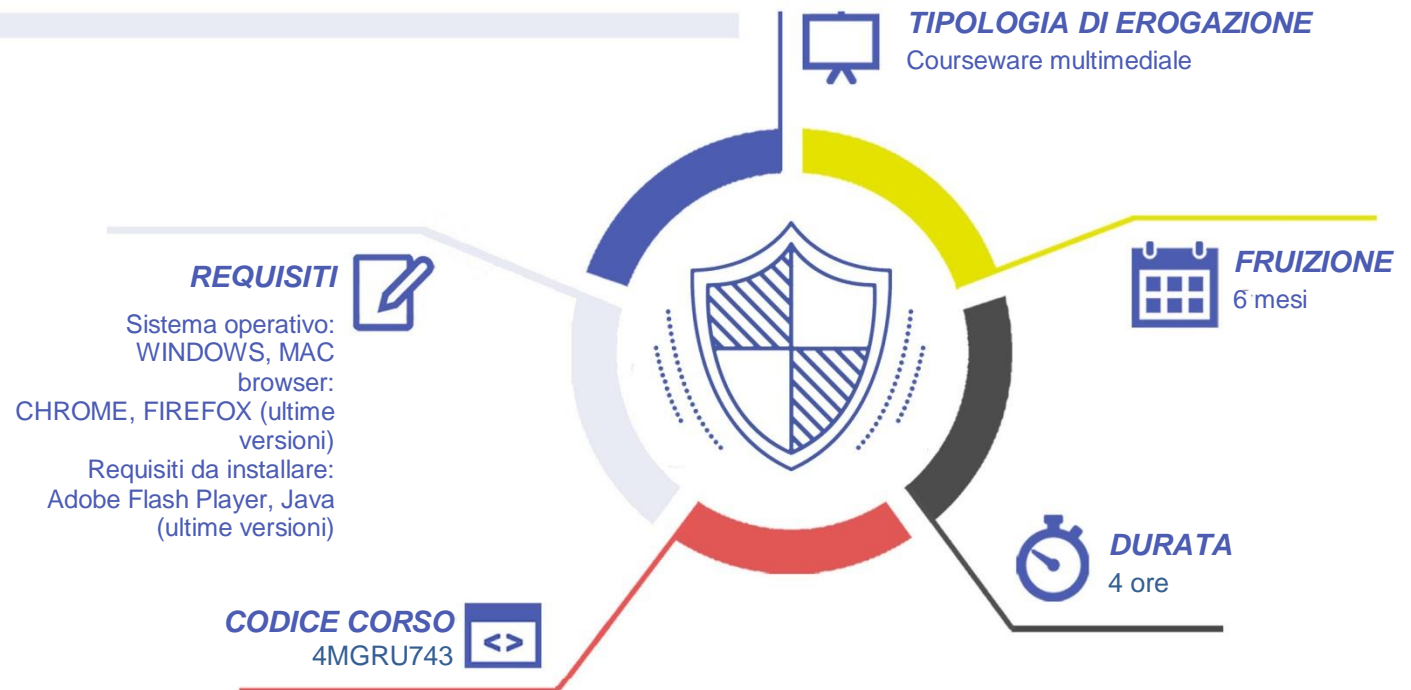 TIPOLOGIA DI EROGAZIONE
Courseware multimediale
FRUIZIONE
6 mesi
REQUISITI
Sistema operativo:
WINDOWS, MAC
browser:
CHROME, FIREFOX (ultime
versioni)
Requisiti da installare:
Adobe Flash Player, Java
(ultime versioni)
DURATA
4 ore
CODICE CORSO
4MGRU743
<>